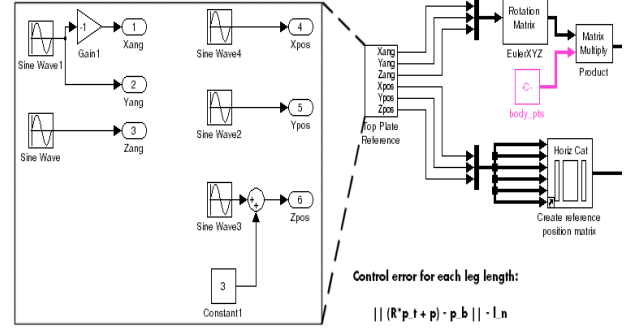 -1
1
Gain1
Xang
Sine Wave1
2
Yang
3
Sine Wave
Zang
4
Sine Wave4
Xpos
5
Sine Wave2
Ypos
+
+
6
Sine Wave3
Zpos
3
Constant1
Xang
Yang
Zang
Xpos
Ypos
Zpos
Top Plate
Reference
Rotation
Matrix
EulerXYZ
Matrix
Multiply
Product
-C-
body_pts
Horiz Cat
Create reference
position matrix
Control error for each leg length:
|| (R*p_t + p) - p_b || - l_n